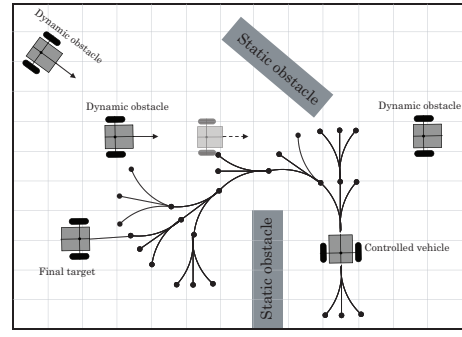 Dynamic obstacle
Static obstacle
Dynamic obstacle
Dynamic obstacle
Static obstacle
Controlled vehicle
Final target